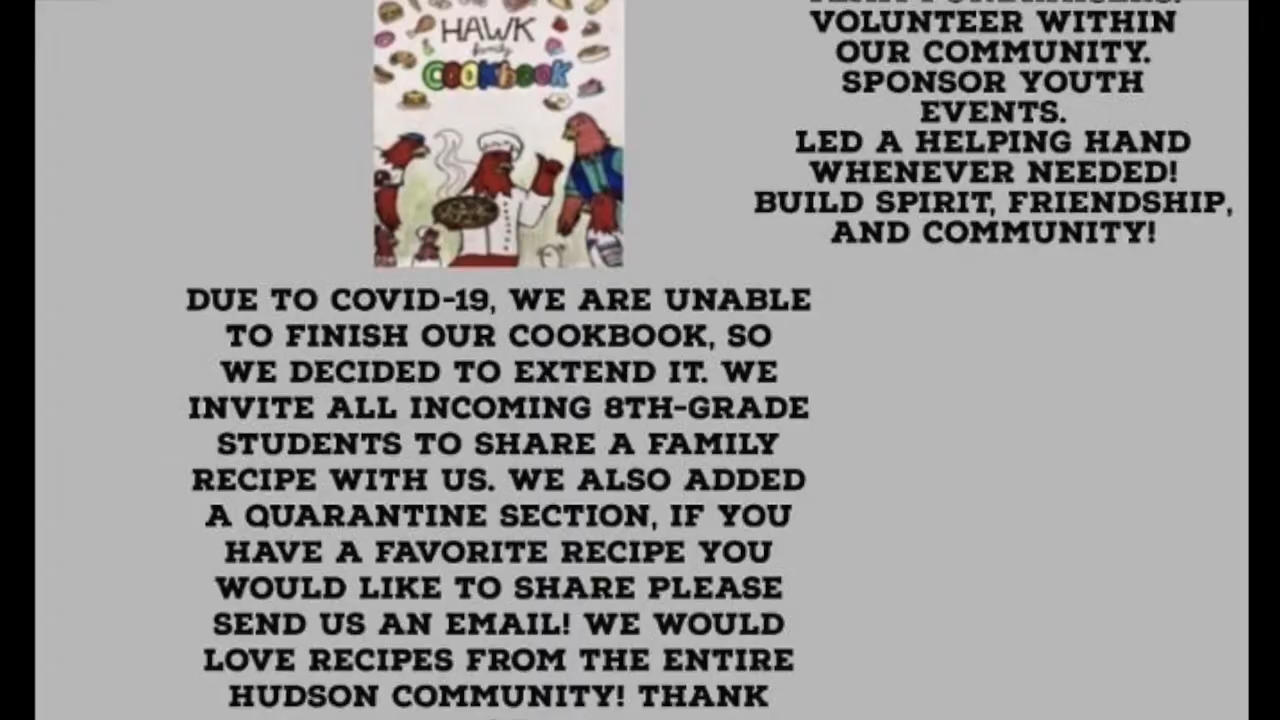 HAWK
family
COOKBOOK
VOLUNTEER WITHIN
OUR COMMUNITY.
SPONSOR YOUTH
EVENTS.
LED A HELPING HAND
WHENEVER NEEDED!
BUILD SPIRIT, FRIENDSHIP,
AND COMMUNITY!
DUE TO COVID-19, WE ARE UNABLE
TO FINISH OUR COOKBOOK, SO
WE DECIDED TO EXTEND IT. WE
INVITE ALL INCOMING 8TH-GRADE
STUDENTS TO SHARE A FAMILY
RECIPE WITH US. WE ALSO ADDED
A QUARANTINE SECTION, IF YOU
HAVE A FAVORITE RECIPE YOU
WOULD LIKE TO SHARE PLEASE
SEND US AN EMAIL! WE WOULD
LOVE RECIPES FROM THE ENTIRE
HUDSON COMMUNITY! THANK